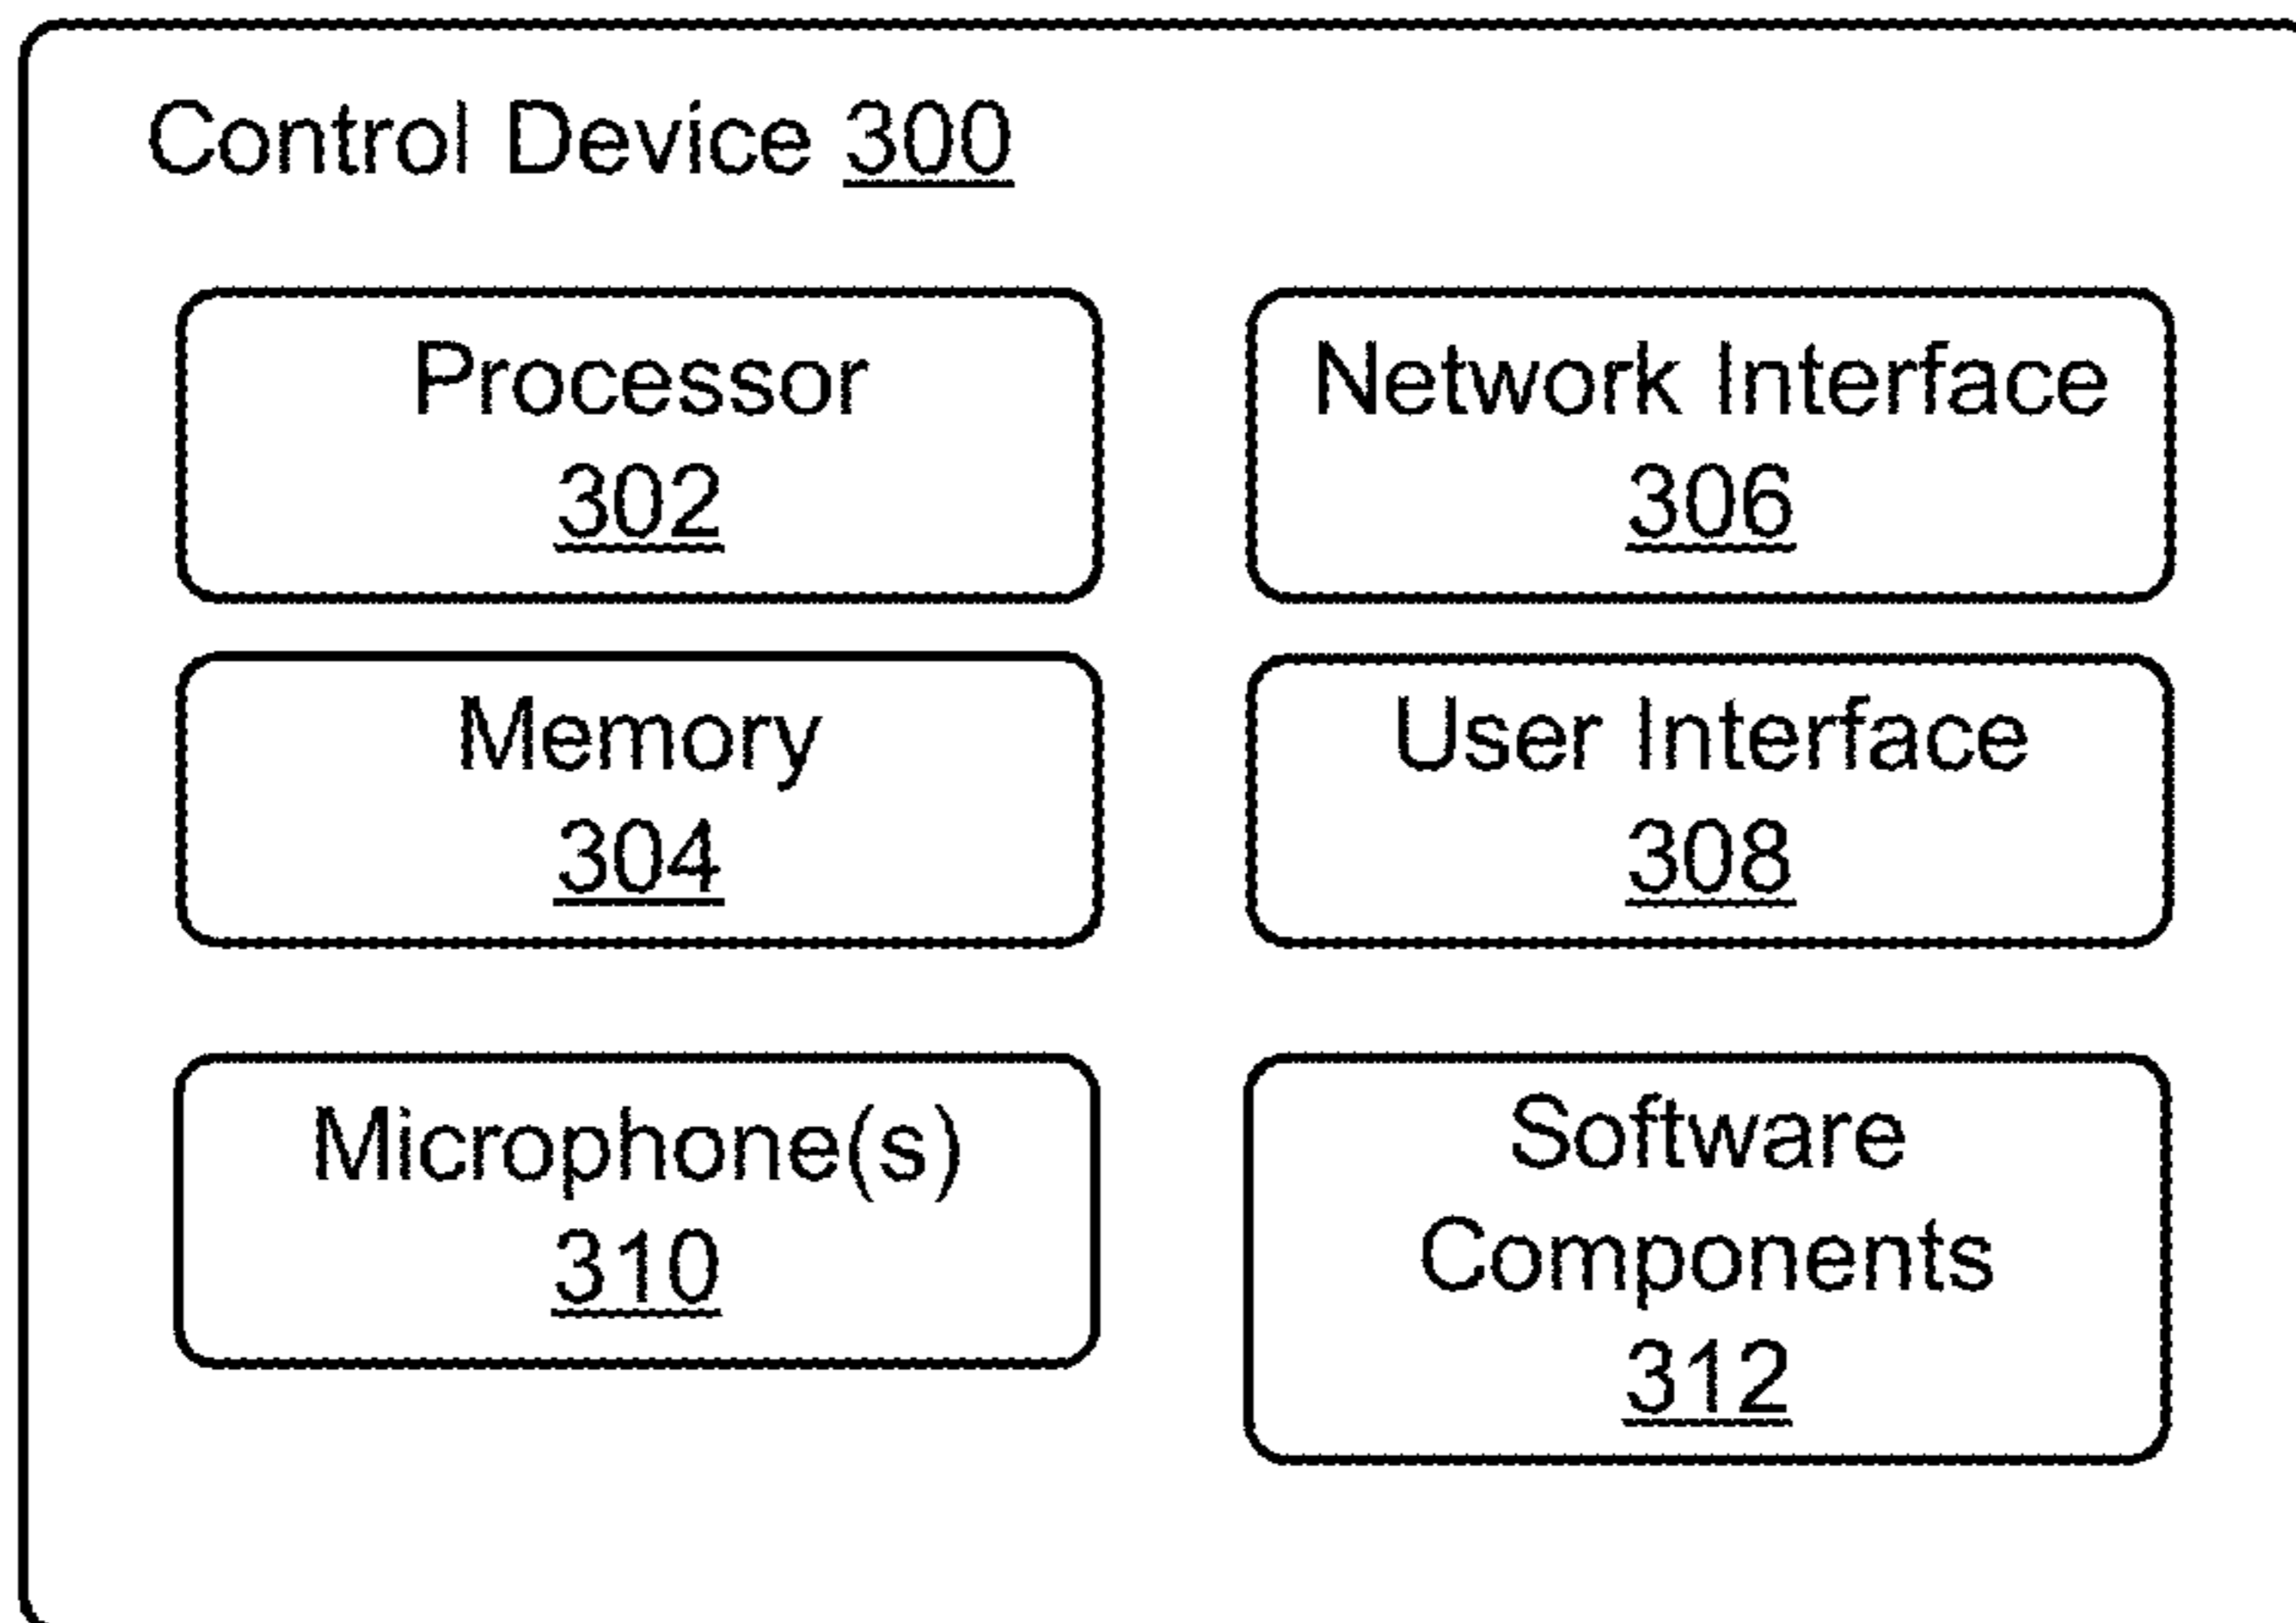 Control Device 300
Processor
302
Network Interface
306
Memory
304
User Interface
308
Microphone(s)
310
Software
Components
312